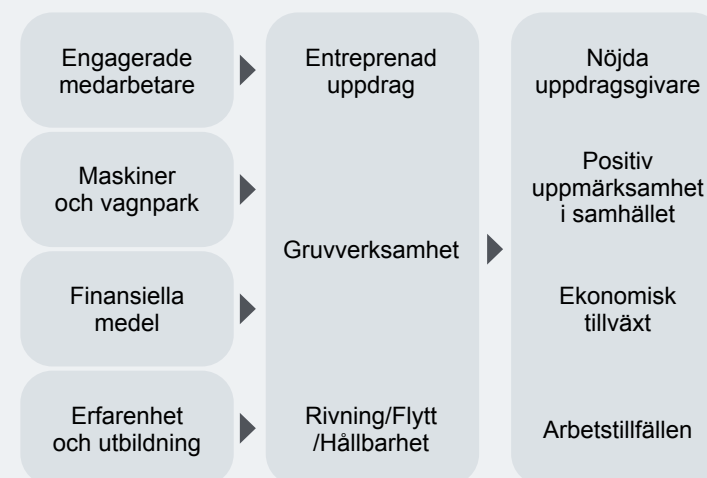 Engagerade
medarbetare
Maskiner
och vagnpark
Finansiella
medel
Erfarenhet
och utbildning
Entreprenad
uppdrag
Gruvverksamhet
Rivning/Flytt
/Hållbarhet
Nöjda
uppdragsgivare
Positiv
uppmärksamhet
i samhället
Ekonomisk
tillväxt
Arbetstillfällen